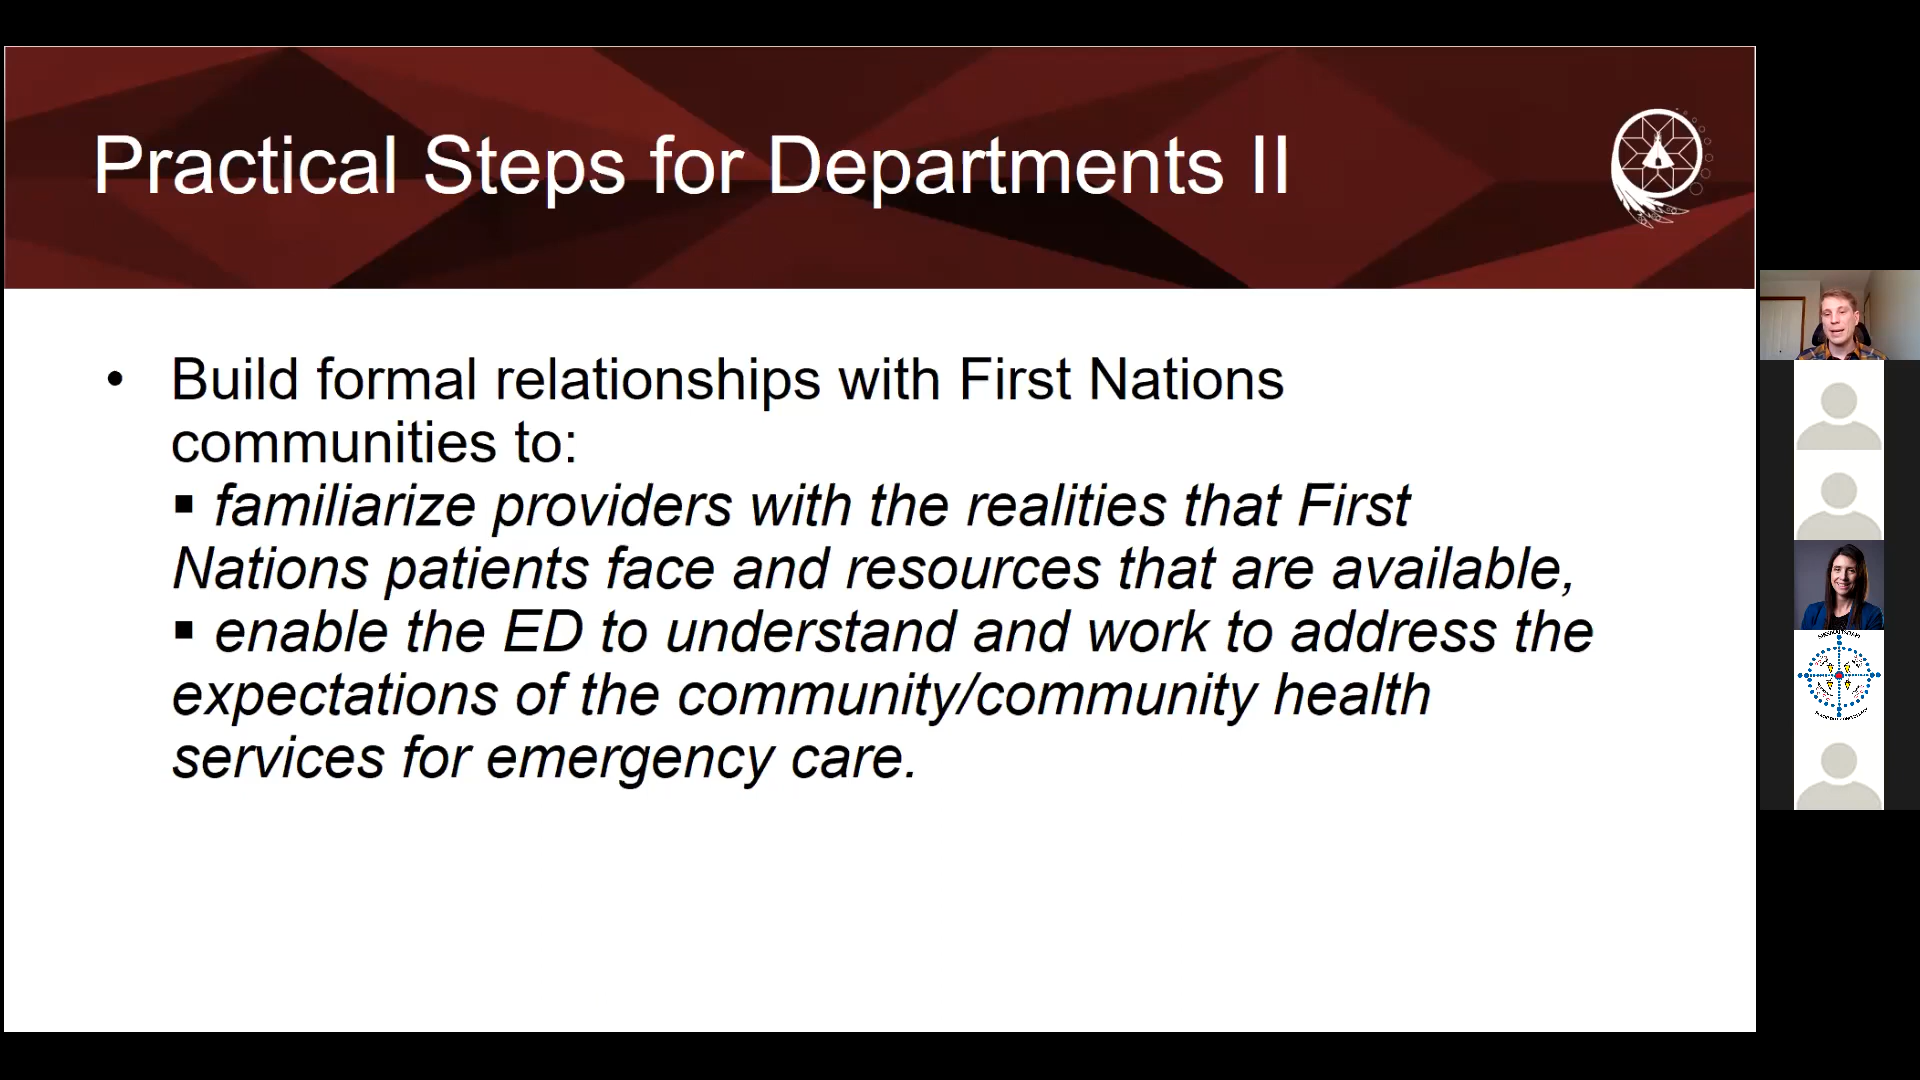 Practical Steps for Departments II
• Build formal relationships with First Nations
communities to:
▪ familiarize providers with the realities that First
Nations patients face and resources that are available,
▪ enable the ED to understand and work to address the
expectations of the community/community health
services for emergency care.